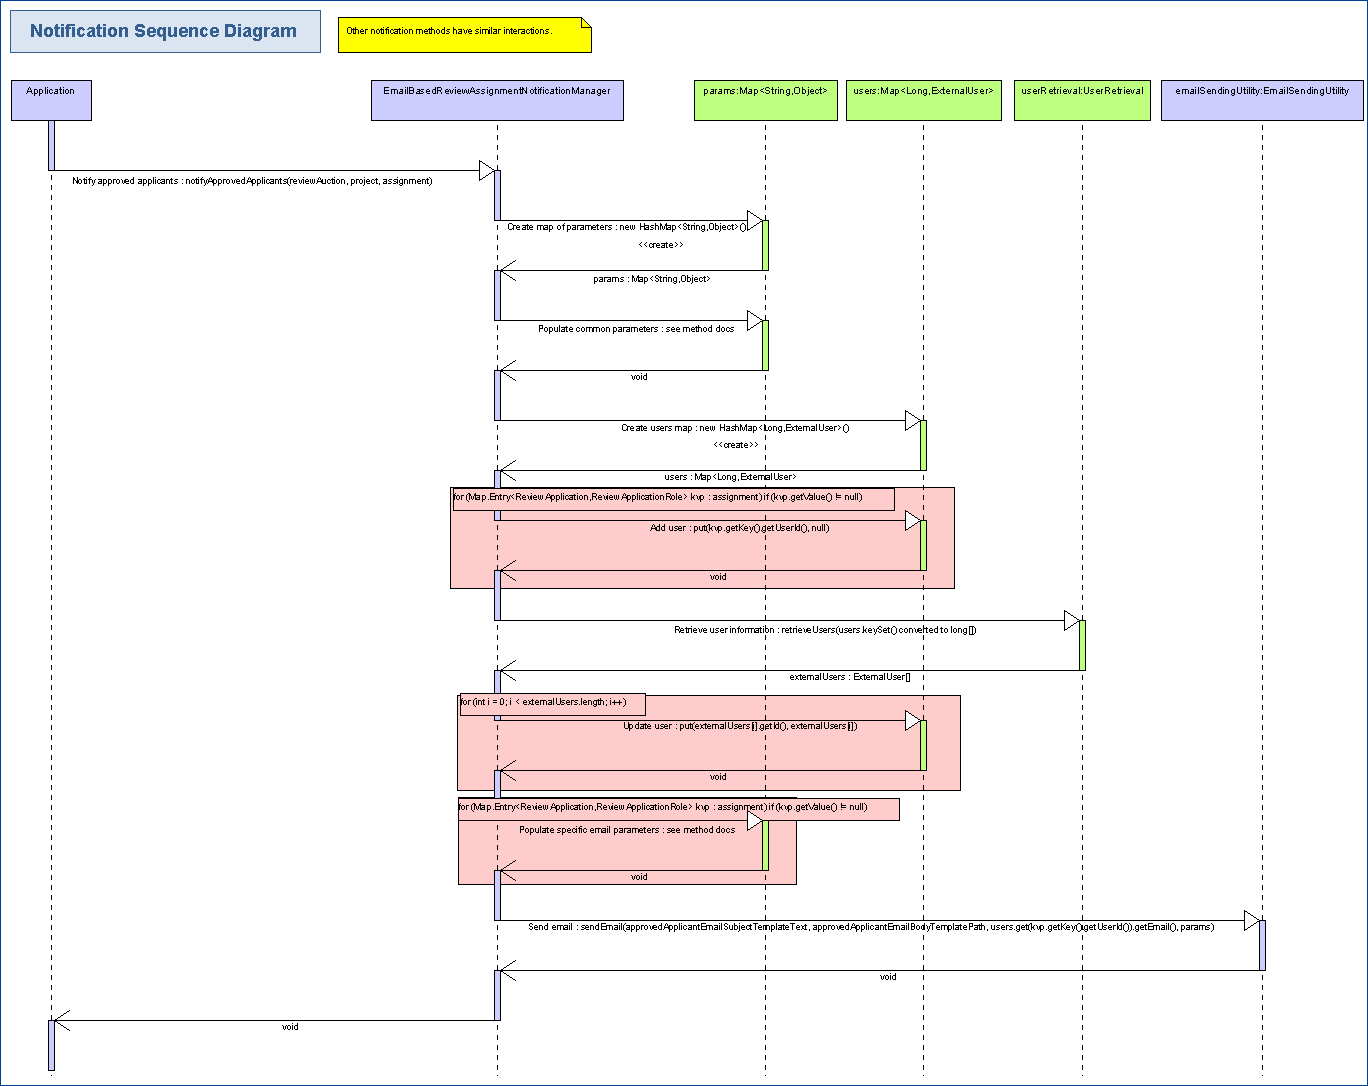 Notification Sequence Diagram
Other notification methods have similar interactions.
Application
EmailBasedReviewAssignmentNotificationManager
params:Map<String,Object>
users:Map<Long,ExternalUser>
userRetrieval:UserRetrieval
emailSendingUtility:EmailSendingUtility
Notify approved applicants : notifyApprovedApplicants(reviewAuction, project, assignment)
Create map of parameters : new HashMap<String,Object>()
<<create>>
params : Map<String,Object>
Populate common parameters : see method docs
void
Create users map : new HashMap<Long,ExternalUser>()
<<create>>
users : Map<Long,ExternalUser>
for (Map.Entry<ReviewApplication,ReviewApplicationRole> kvp : assignment) if (kvp.getValue() != null)
Add user : put(kvp.getKey().getUserId(), null)
void
Retrieve user information : retrieveUsers(users.keySet() converted to long[])
externalUsers : ExternalUser[]
for (int i = 0; i < externalUsers.length; i++)
Update user : put(externalUsers[i].getId(), externalUsers[i])
void
for (Map.Entry<ReviewApplication,ReviewApplicationRole> kvp : assignment) if (kvp.getValue() != null)
Populate specific email parameters : see method docs
void
Send email : sendEmail(approvedApplicantEmailSubjectTemplateText, approvedApplicantEmailBodyTemplatePath, users.get(kvp.getKey().getUserId()).getEmail(), params)
void
void